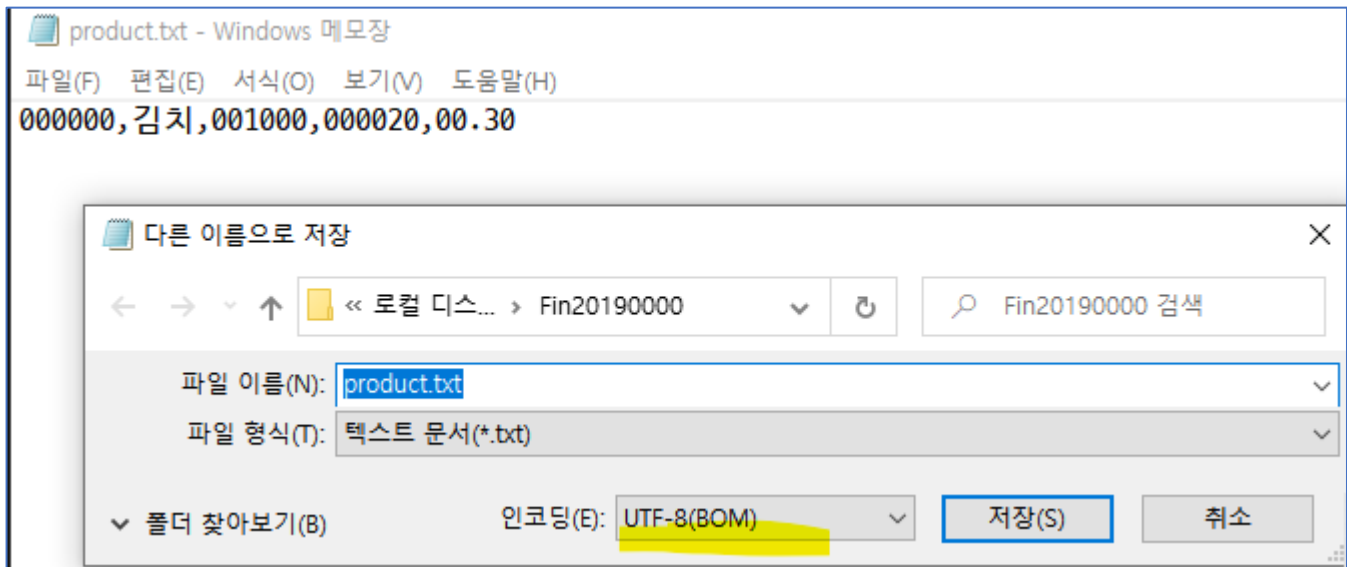 product.txt - Windows 메모장
파일(F) 편집(E) 서식(O) 보기(V) 도움말(H)
000000,김치,001000,000020,00.30
다른 이름으로 저장
« 로컬 디스... › Fin20190000
Fin20190000 검색
파일 이름(N): product.txt
파일 형식(T): 텍스트 문서(*.txt)
폴더 찾아보기(B) 인코딩(E): UTF-8(BOM) 저장(S) 취소